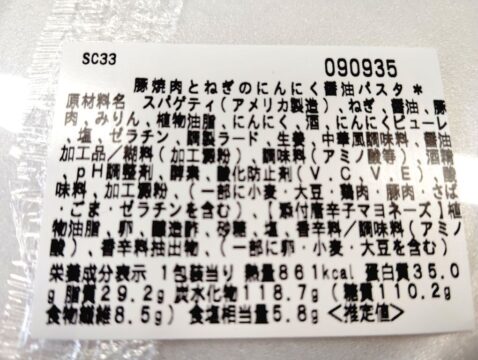 SC33
090935
豚焼肉とねぎのにんにく醤油パスタ*
原材料名 スパゲティ(アメリカ製造)、ねぎ、醤油、豚
肉、みりん、植物油脂、にんにく、酒、にんにくピューレ
、塩、ゼラチン、調製ラード、生姜、中華風調味料、醤油
加工品/糊料(加工澱粉)、調味料(アミノ酸等)、酒精
、pH調整剤、酵素、酸化防止剤(V.C、V.E)、酸
味料、加工澱粉、(一部に小麦・大豆・鶏肉・豚肉・さば
・ごま・ゼラチンを含む)、【添付唐辛子マヨネーズ】植
物油脂、卵、醸造酢、砂糖、塩、香辛料/調味料(アミノ
酸)、香辛料抽出物、(一部に卵・小麦・大豆を含む)
栄養成分表示 1包装当り 熱量861kcal 蛋白質35.0
g 脂質29.2g 炭水化物118.7g (糖質110.2g
食物繊維8.5g) 食塩相当量5.8g <推定値>